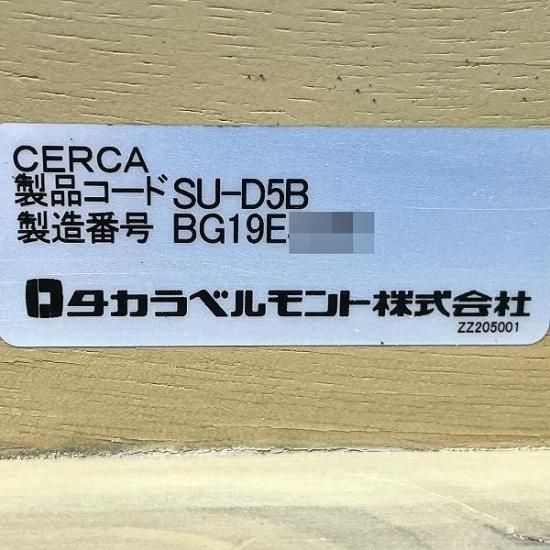 CERCA
製品コード SU-D5B
製造番号 BG19E
タカラベルモント株式会社
ZZ205001